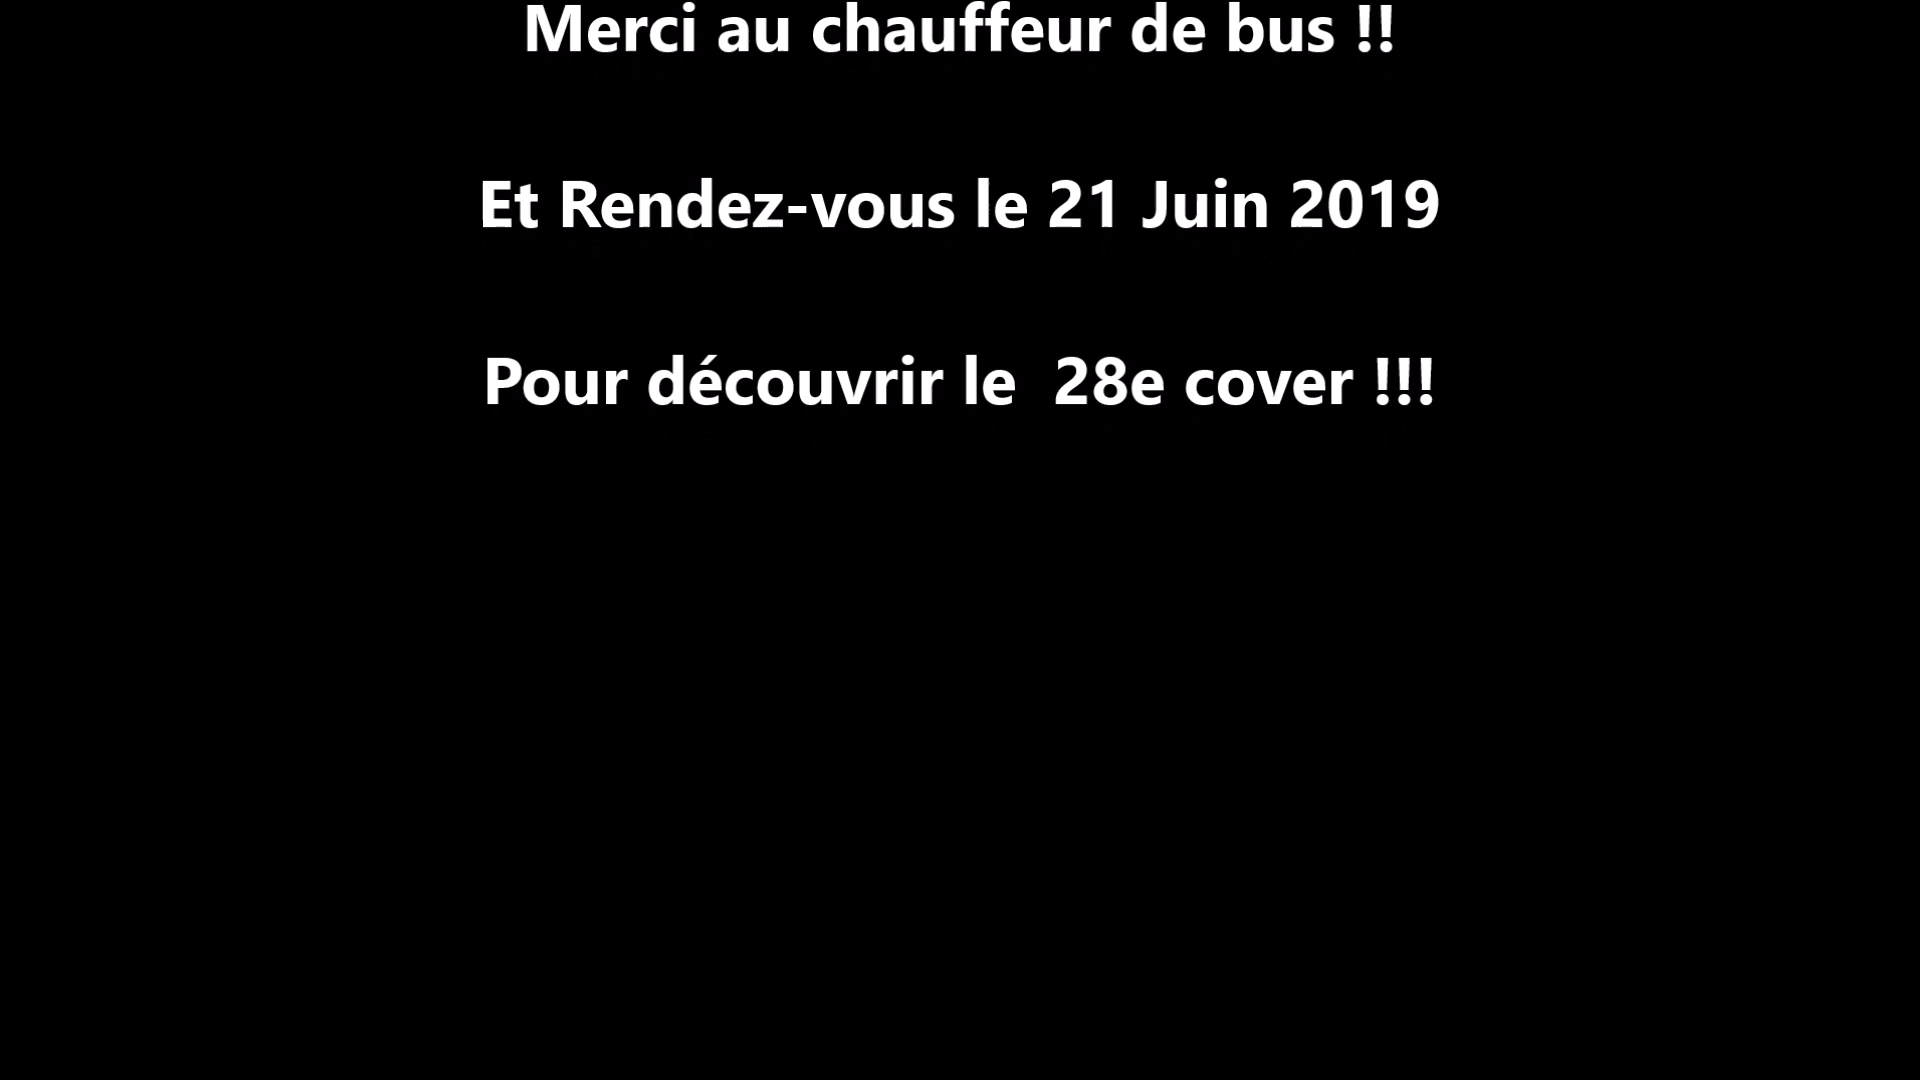 Merci au chauffeur de bus !!
Et Rendez-vous le 21 Juin 2019
Pour découvrir le  28e cover !!!